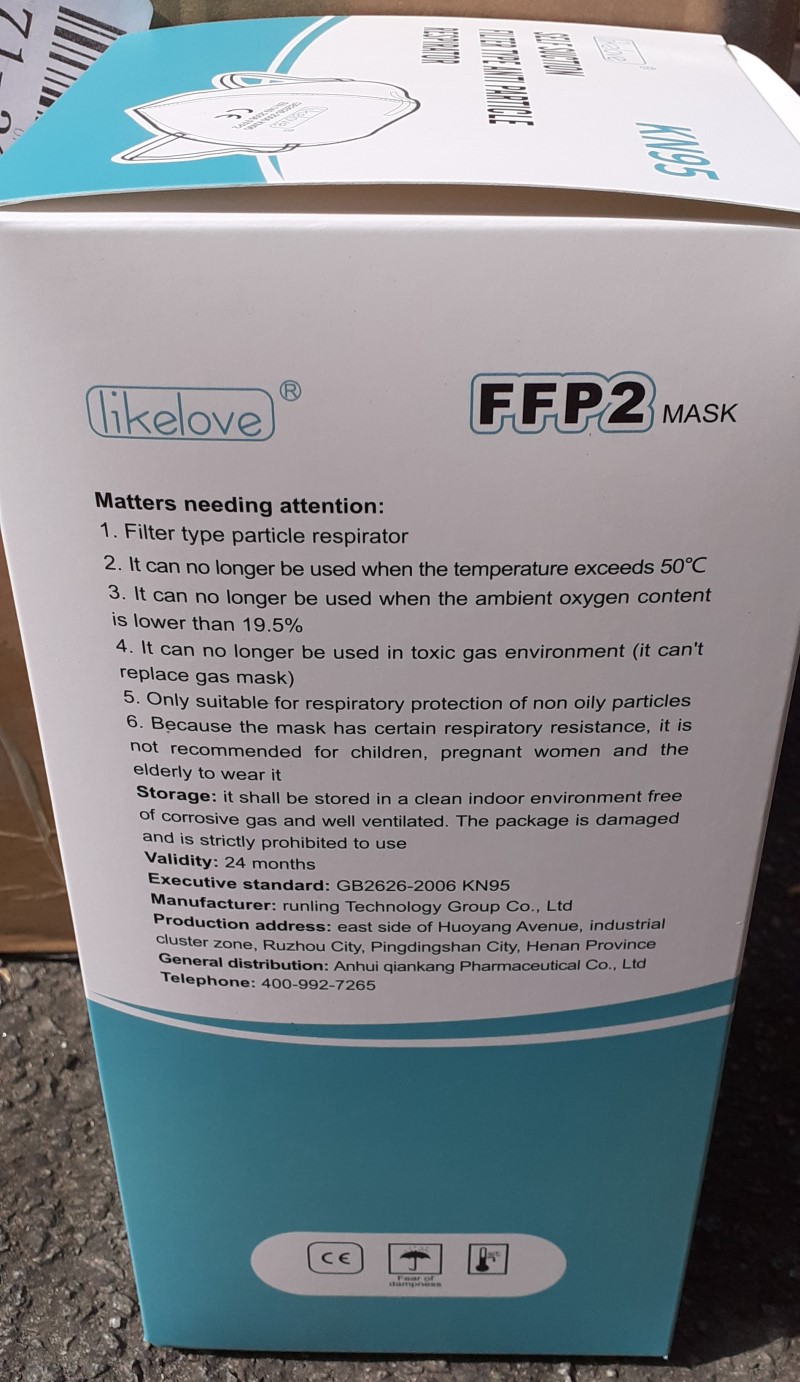 KN95
SELF SUCTION
FILTER TYPE ANTI PARTICLE
RESPIRATOR
likelove®
FFP2 MASK
Matters needing attention:
1. Filter type particle respirator
2. It can no longer be used when the temperature exceeds 50℃
3. It can no longer be used when the ambient oxygen content
is lower than 19.5%
4. It can no longer be used in toxic gas environment (it can't
replace gas mask)
5. Only suitable for respiratory protection of non oily particles
6. Because the mask has certain respiratory resistance, it is
not recommended for children, pregnant women and the
elderly to wear it
Storage: it shall be stored in a clean indoor environment free
of corrosive gas and well ventilated. The package is damaged
and is strictly prohibited to use
Validity: 24 months
Executive standard: GB2626-2006 KN95
Manufacturer: runling Technology Group Co., Ltd
Production address: east side of Huoyang Avenue, industrial
cluster zone, Ruzhou City, Pingdingshan City, Henan Province
General distribution: Anhui qiankang Pharmaceutical Co., Ltd
Telephone: 400-992-7265
CE
Fear of
dampness